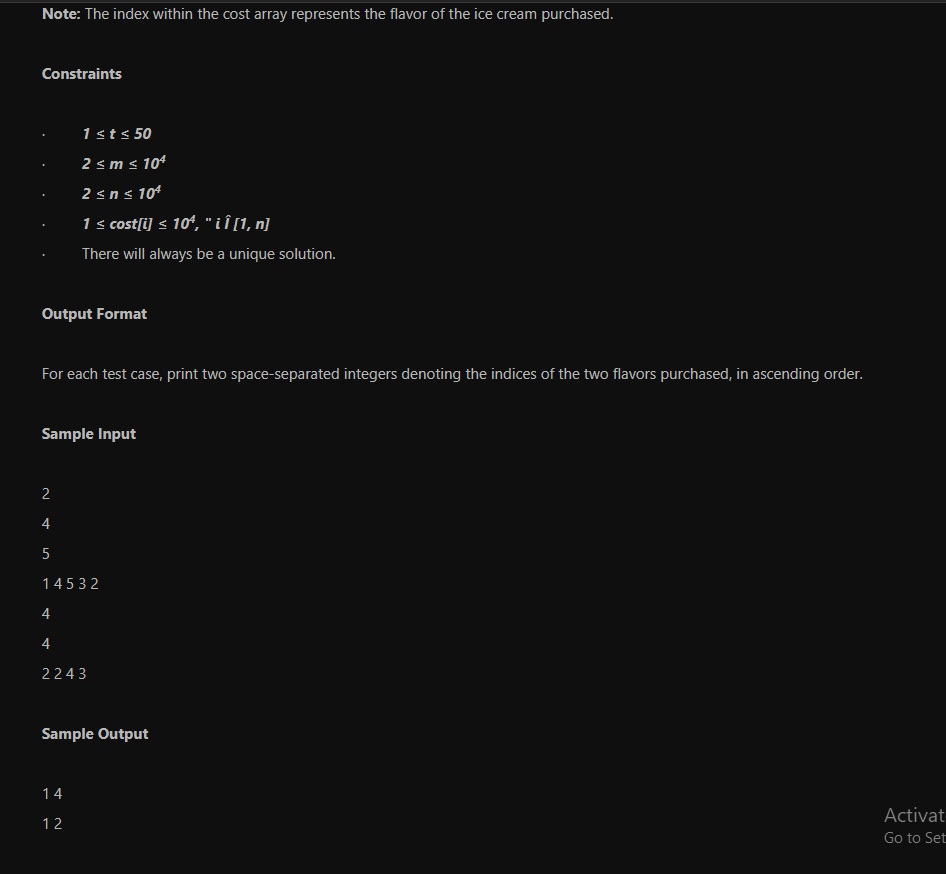 Note: The index within the cost array represents the flavor of the ice cream purchased.
Constraints
· 1 ≤ t ≤ 50
· 2 ≤ m ≤ 10⁴
· 2 ≤ n ≤ 10⁴
· 1 ≤ cost[i] ≤ 10⁴, " i Î [1, n]
· There will always be a unique solution.
Output Format
For each test case, print two space-separated integers denoting the indices of the two flavors purchased, in ascending order.
Sample Input
2
4
5
1 4 5 3 2
4
4
2 2 4 3
Sample Output
1 4
1 2
Activat
Go to Set